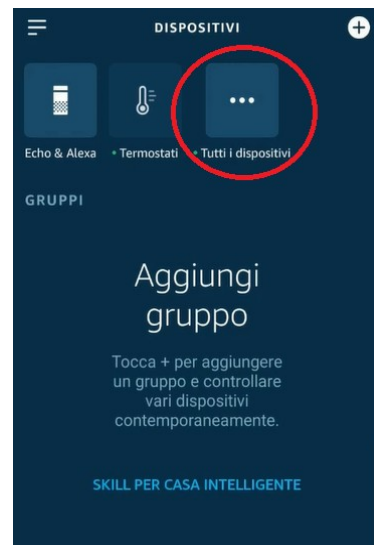 DISPOSITIVI
Echo & Alexa • Termostati • Tutti i dispositivi
GRUPPI
Aggiungi
gruppo
Tocca + per aggiungere
un gruppo e controllare
vari dispositivi
contemporaneamente.
SKILL PER CASA INTELLIGENTE